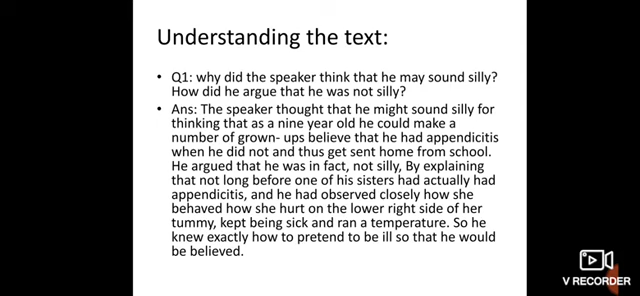 Understanding the text:
• Q1: why did the speaker think that he may sound silly?
How did he argue that he was not silly?
• Ans: The speaker thought that he might sound silly for
thinking that as a nine year old he could make a
number of grown- ups believe that he had appendicitis
when he did not and thus get sent home from school.
He argued that he was in fact, not silly, By explaining
that not long before one of his sisters had actually had
appendicitis, and he had observed closely how she
behaved how she hurt on the lower right side of her
tummy, kept being sick and ran a temperature. So he
knew exactly how to pretend to be ill so that he would
be believed.
V RECORDER